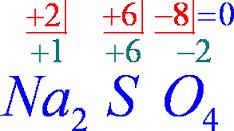 +2| +6| −8|=0
+1 +6 −2
Na₂ S O₄